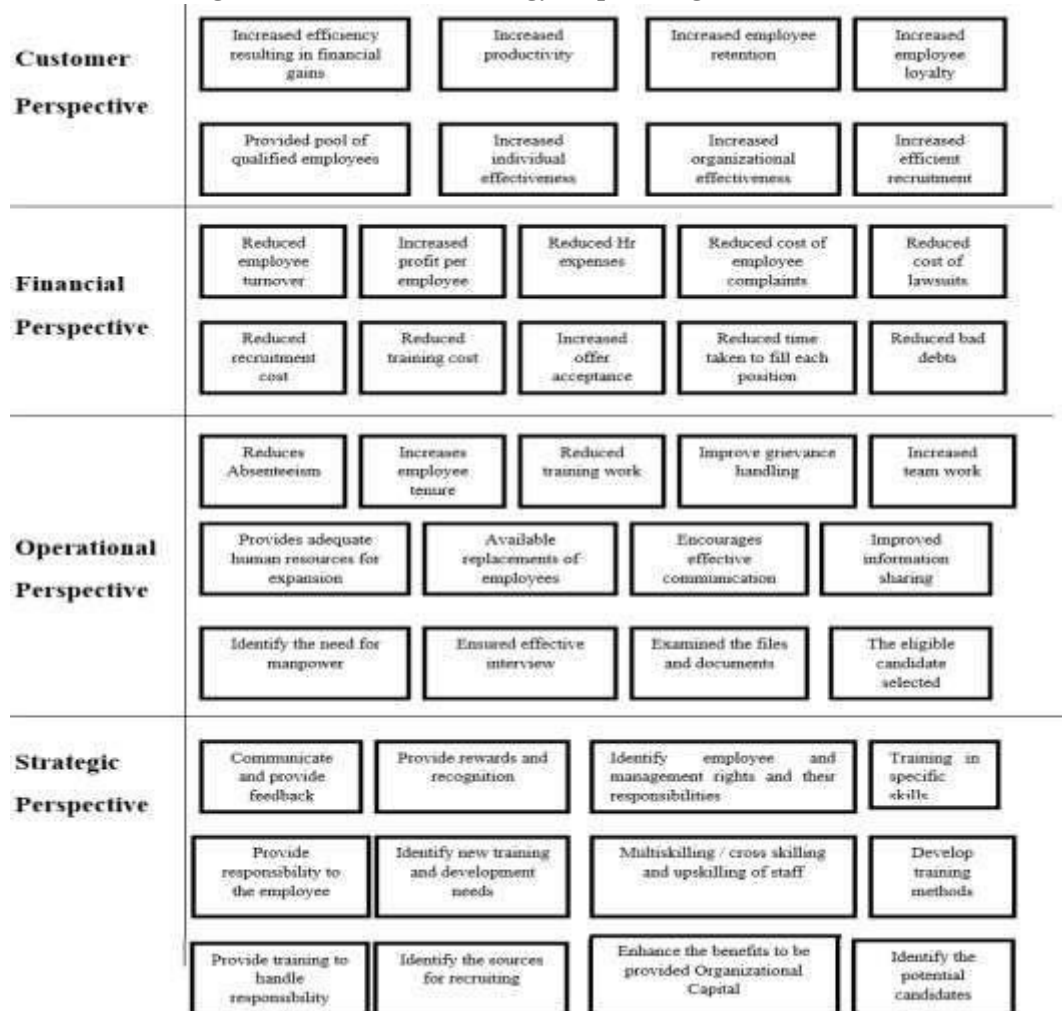 Customer
Perspective
Increased efficiency
resulting in financial
gains
Increased
productivity
Increased employee
retention
Increased
employee
loyalty
Provided pool of
qualified employees
Increased
individual
effectiveness
Increased
organizational
effectiveness
Increased
efficient
recruitment
Financial
Perspective
Reduced
employee
turnover
Increased
profit per
employee
Reduced Hr
expenses
Reduced cost of
employee
complaints
Reduced
cost of
lawsuits
Reduced
recruitment
cost
Reduced
training cost
Increased
offer
acceptance
Reduced time
taken to fill each
position
Reduced bad
debts
Operational
Perspective
Reduces
Absenteeism
Increases
employee
tenure
Reduced
training work
Improve grievance
handling
Increased
team work
Provides adequate
human resources for
expansion
Available
replacements of
employees
Encourages
effective
communication
Improved
information
sharing
Identify the need for
manpower
Ensured effective
interview
Examined the files
and documents
The eligible
candidate
selected
Strategic
Perspective
Communicate
and provide
feedback
Provide rewards and
recognition
Identify employee and
management rights and their
responsibilities
Training in
specific
skills
Provide
responsibility to
the employee
Identify new training
and development
needs
Multiskilling / cross skilling
and upskilling of staff
Develop
training
methods
Provide training to
handle
responsibility
Identify the sources
for recruiting
Enhance the benefits to be
provided Organizational
Capital
Identify the
potential
candidates